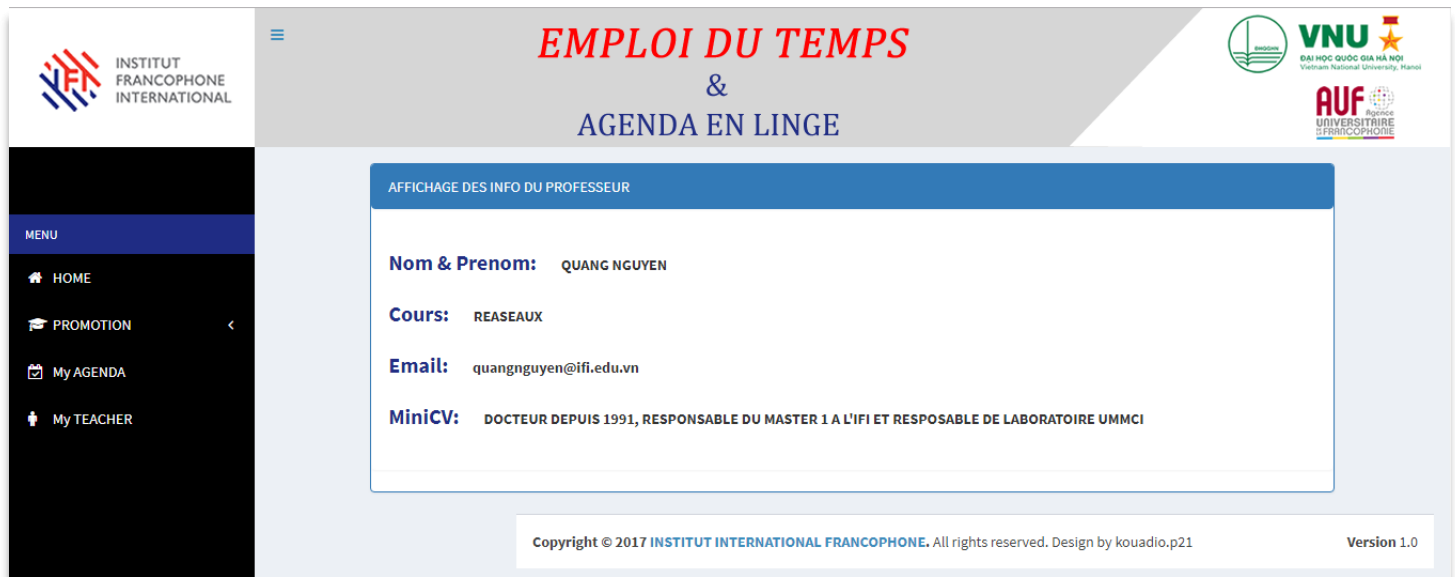 IFI
INSTITUT
FRANCOPHONE
INTERNATIONAL
EMPLOI DU TEMPS
&
AGENDA EN LINGE
ĐHQGHN
VNU
ĐẠI HỌC QUỐC GIA HÀ NỘI
Vietnam National University, Hanoi
AUF
Agence
UNIVERSITAIRE
de la FRANCOPHONIE
MENU
HOME
PROMOTION
My AGENDA
My TEACHER
AFFICHAGE DES INFO DU PROFESSEUR
Nom & Prenom: QUANG NGUYEN
Cours: REASEAUX
Email: quangnguyen@ifi.edu.vn
MiniCV: DOCTEUR DEPUIS 1991, RESPONSABLE DU MASTER 1 A L'IFI ET RESPOSABLE DE LABORATOIRE UMMCI
Copyright © 2017 INSTITUT INTERNATIONAL FRANCOPHONE. All rights reserved. Design by kouadio.p21 Version 1.0